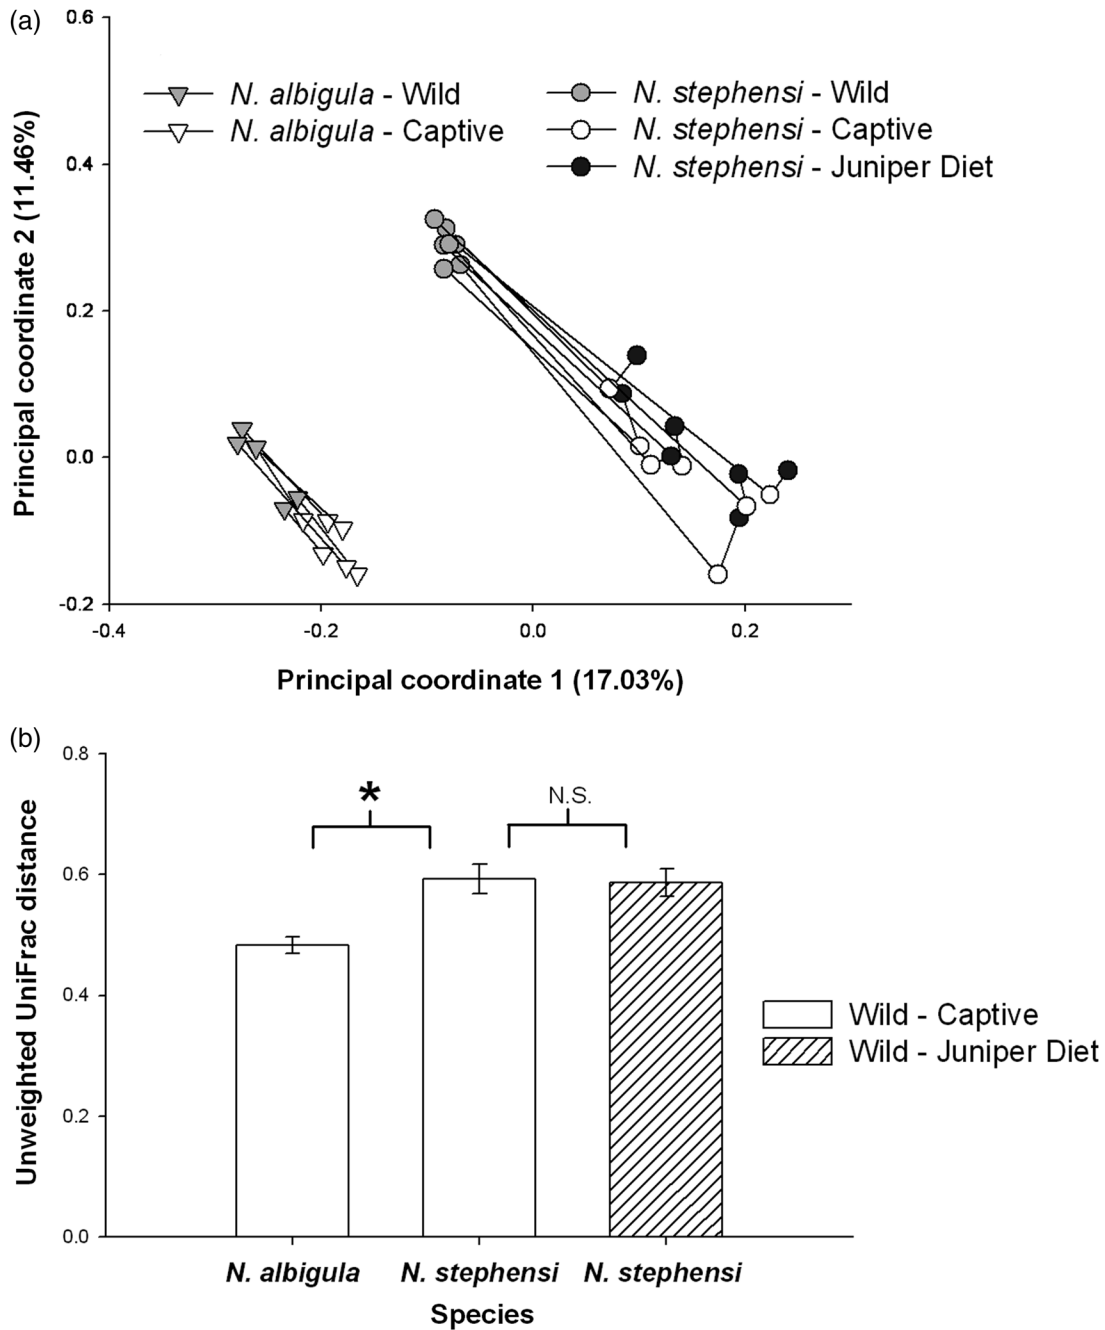 (a)
0.6
N. albigula - Wild
N. albigula - Captive
N. stephensi - Wild
N. stephensi - Captive
N. stephensi - Juniper Diet
0.4
0.2
0.0
-0.2
Principal coordinate 2 (11.46%)
-0.4 -0.2 0.0 0.2
Principal coordinate 1 (17.03%)
(b)
0.8
0.6
0.4
0.2
0.0
Unweighted UniFrac distance
*
N.S.
Wild - Captive
Wild - Juniper Diet
N. albigula N. stephensi N. stephensi
Species